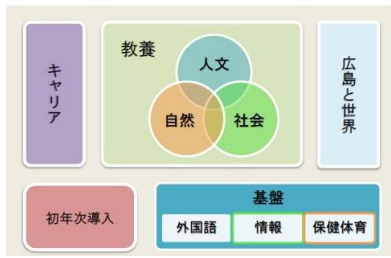 キャリア
教養
人文
自然
社会
広島と世界
初年次導入
基盤
外国語
情報
保健体育